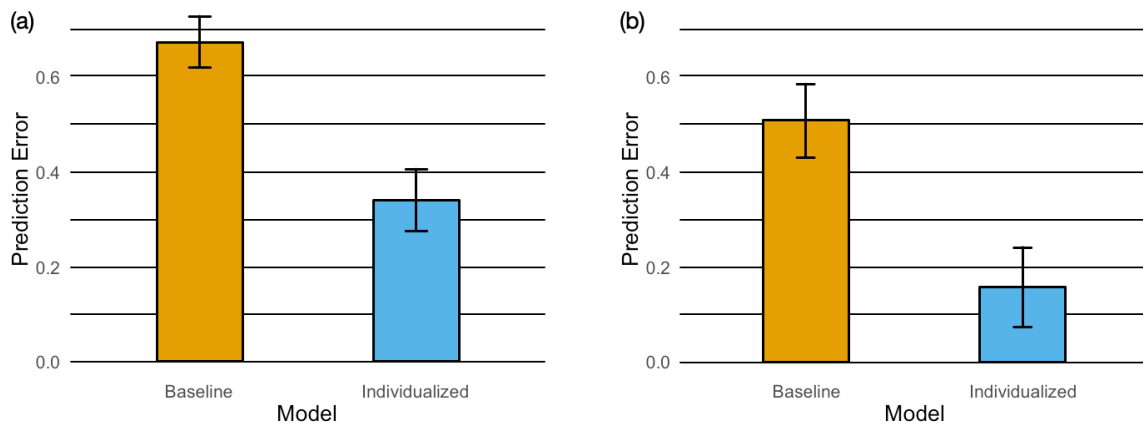 (a)
Prediction Error
0.6
0.4
0.2
0.0
Baseline Individualized
Model
(b)
Prediction Error
0.6
0.4
0.2
0.0
Baseline Individualized
Model